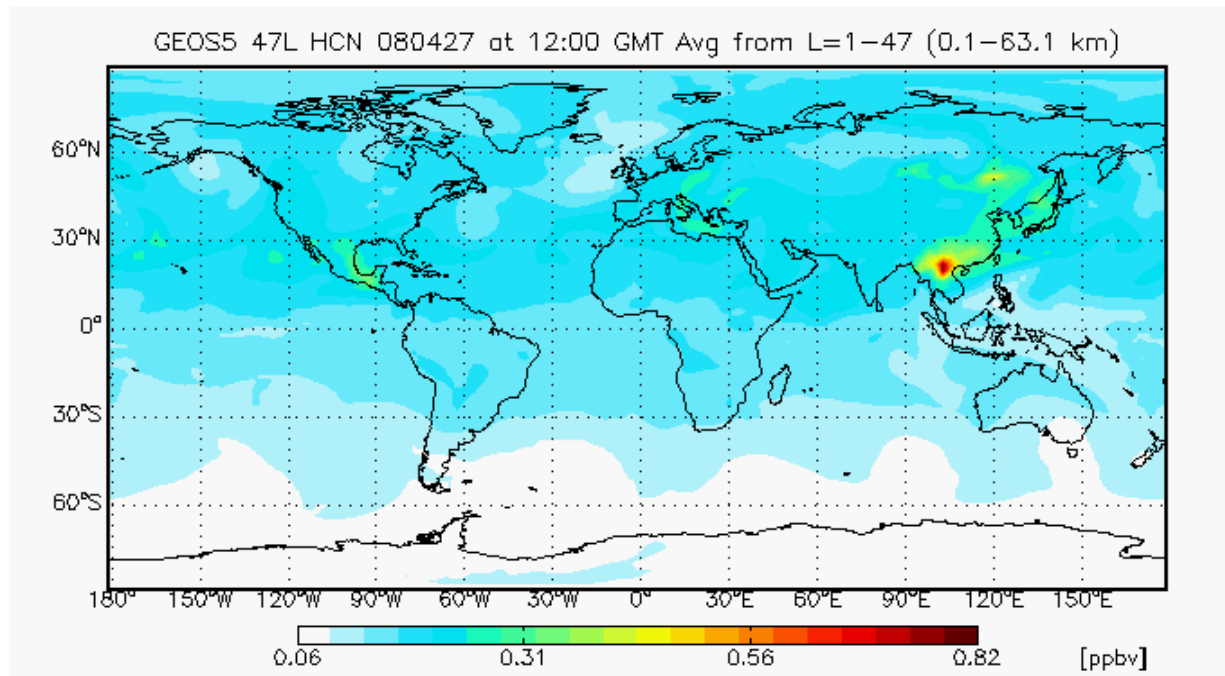 GEOS5 47L HCN 080427 at 12:00 GMT Avg from L=1-47 (0.1-63.1 km)
60°N
30°N
0°
30°S
60°S
180° 150°W 120°W 90°W 60°W 30°W 0° 30°E 60°E 90°E 120°E 150°E
0.06 0.31 0.56 0.82 [ppbv]